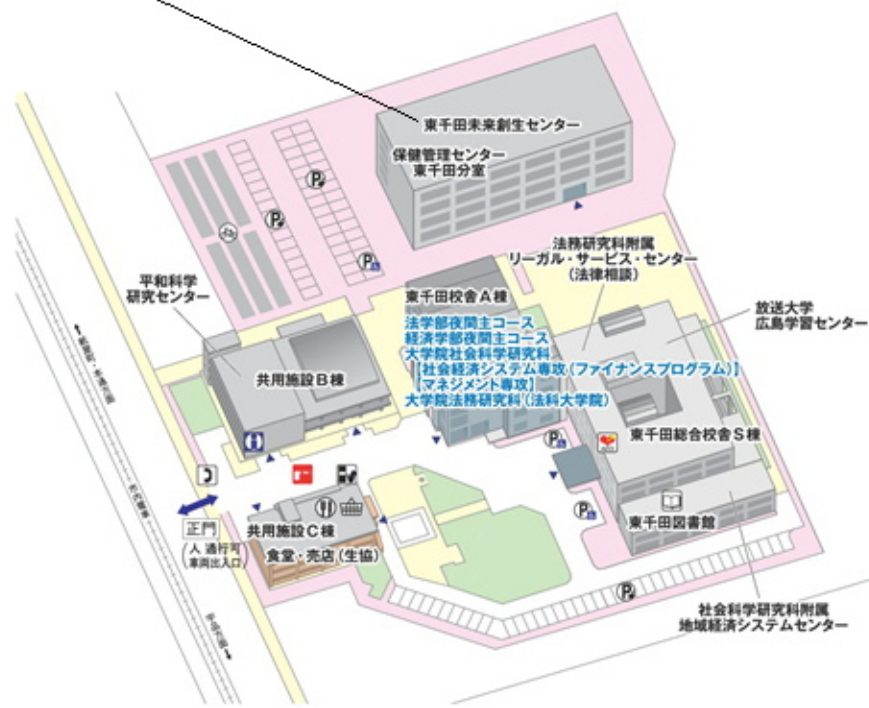 東千田未来創生センター
保健管理センター
東千田分室
法務研究科附属
リーガル・サービス・センター
(法律相談)
平和科学
研究センター
東千田校舎A棟
法学部夜間主コース
経済学部夜間主コース
大学院社会科学研究科
【社会経済システム専攻(ファイナンスプログラム)】
【マネジメント専攻】
大学院法務研究科(法科大学院)
放送大学
広島学習センター
共用施設B棟
東千田総合校舎S棟
東千田図書館
正門
(人 通行可
車両出入口)
共用施設C棟
食堂・売店(生協)
社会科学研究科附属
地域経済システムセンター
P
P
P
P
P
P